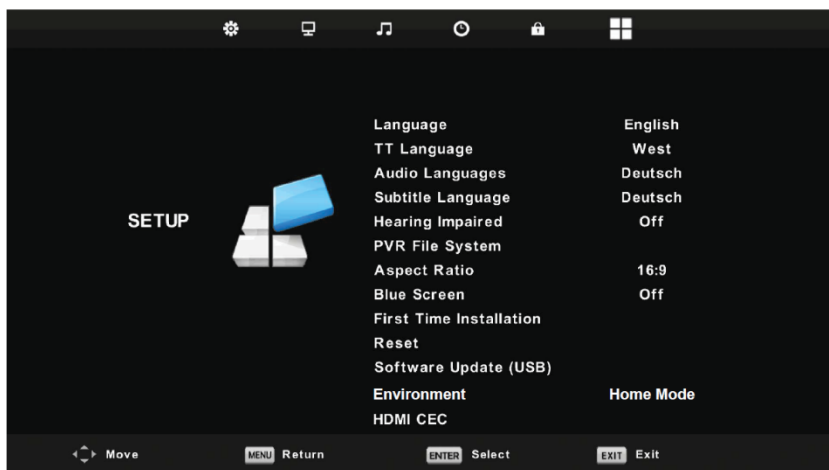 SETUP
Language English
TT Language West
Audio Languages Deutsch
Subtitle Language Deutsch
Hearing Impaired Off
PVR File System
Aspect Ratio 16:9
Blue Screen Off
First Time Installation
Reset
Software Update (USB)
Environment Home Mode
HDMI CEC
Move MENU Return ENTER Select EXIT Exit